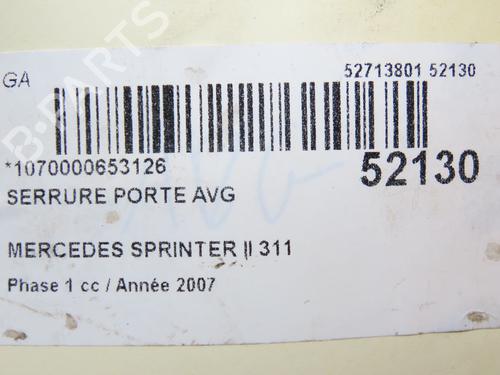 GA 52713801 52130
*1070000653126 52130
SERRURE PORTE AVG
MERCEDES SPRINTER II 311
Phase 1 cc / Année 2007
B-PARTS